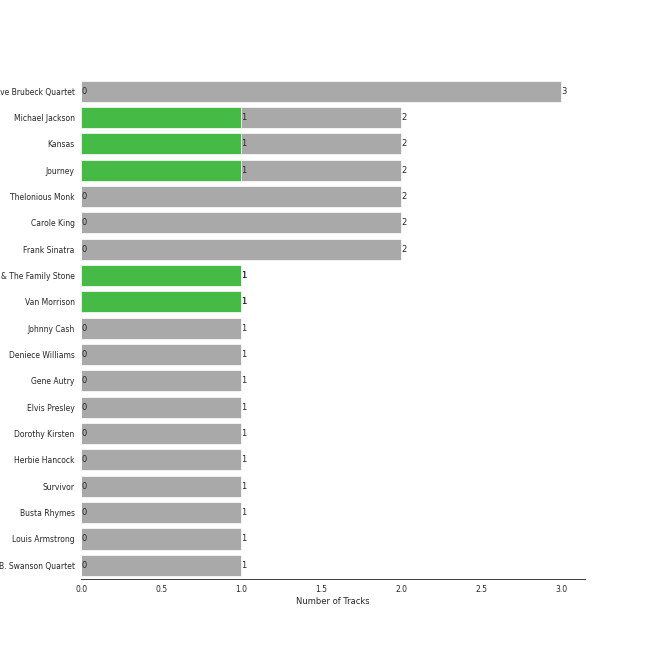 ve Brubeck Quartet 0 3
Michael Jackson 1 2
Kansas 1 2
Journey 1 2
Thelonious Monk 0 2
Carole King 0 2
Frank Sinatra 0 2
& The Family Stone 1
Van Morrison 1
Johnny Cash 0 1
Deniece Williams 0 1
Gene Autry 0 1
Elvis Presley 0 1
Dorothy Kirsten 0 1
Herbie Hancock 0 1
Survivor 0 1
Busta Rhymes 0 1
Louis Armstrong 0 1
B. Swanson Quartet 0 1
0.0 0.5 1.0 1.5 2.0 2.5 3.0
Number of Tracks